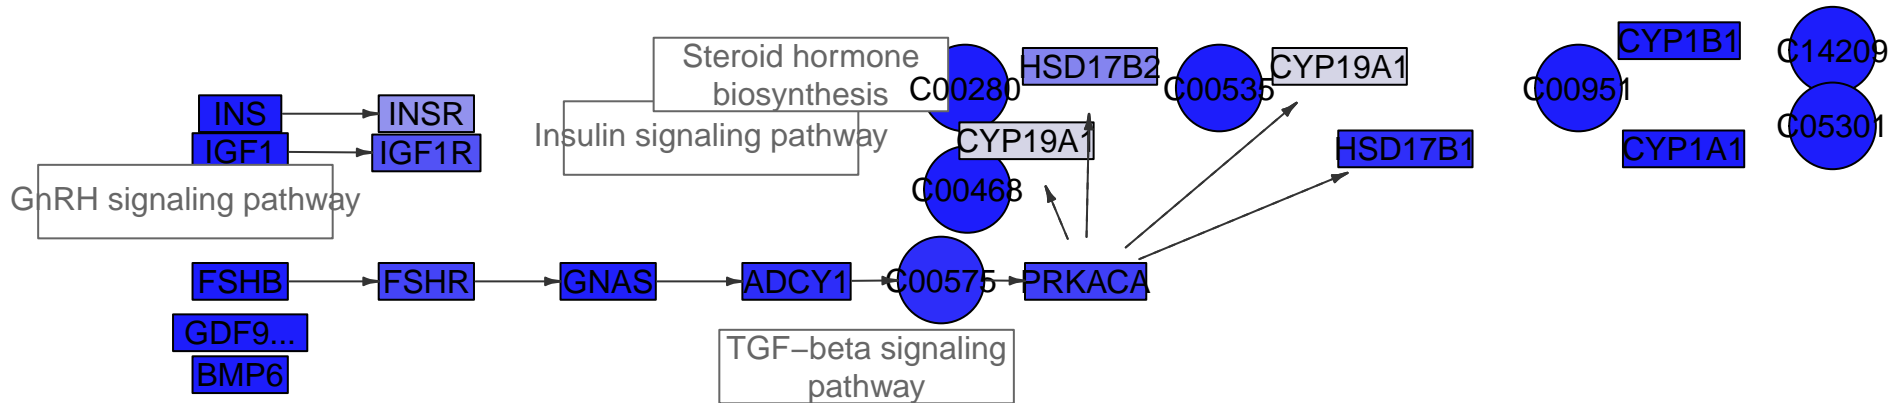 CYP1B1
C14209
Steroid hormone
biosynthesis
HSD17B2
CYP19A1
C00280
C00535
C00951
INS
INSR
C05301
Insulin signaling pathway
CYP19A1
IGF1
IGF1R
HSD17B1
CYP1A1
GnRH signaling pathway
C00468
FSHB
FSHR
GNAS
ADCY1
C00575
PRKACA
GDF9...
TGF−beta signaling
pathway
BMP6